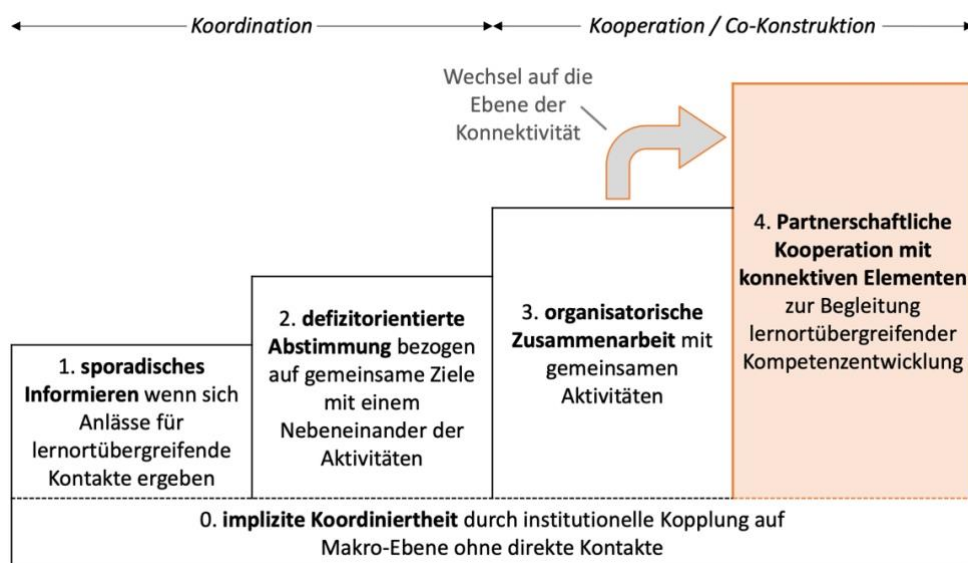 Koordination
Kooperation / Co-Konstruktion
Wechsel auf die
Ebene der
Konnektivität
1. sporadisches
Informieren wenn sich
Anlässe für
lernortübergreifende
Kontakte ergeben
2. defizitorientierte
Abstimmung bezogen
auf gemeinsame Ziele
mit einem
Nebeneinander der
Aktivitäten
3. organisatorische
Zusammenarbeit mit
gemeinsamen
Aktivitäten
4. Partnerschaftliche
Kooperation mit
konnektiven Elementen
zur Begleitung
lernortübergreifender
Kompetenzentwicklung
0. implizite Koordiniertheit durch institutionelle Kopplung auf
Makro-Ebene ohne direkte Kontakte